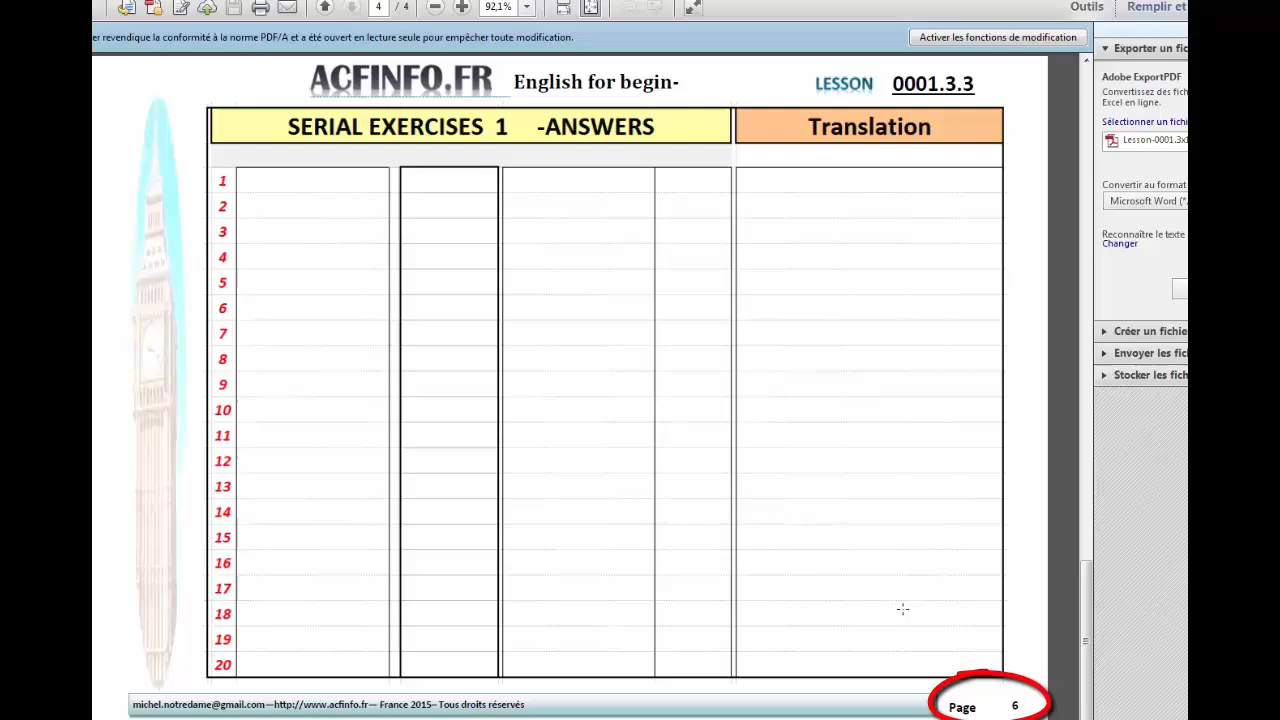 4 / 4
92,1%
Outils
Remplir et
er revendique la conformité à la norme PDF/A et a été ouvert en lecture seule pour empêcher toute modification.
Activer les fonctions de modification
Exporter un fic
Adobe ExportPDF
Convertissez des fich
Excel en ligne.
Sélectionner un fichi
Lesson-0001.3x1
Convertir au format
Microsoft Word (*.
Reconnaître le texte
Changer
Créer un fichie
Envoyer les fic
Stocker les fich
ACFINFO.FR
English for begin-
LESSON 0001.3.3
SERIAL EXERCISES 1 -ANSWERS
Translation
1
2
3
4
5
6
7
8
9
10
11
12
13
14
15
16
17
18
19
20
michel.notredame@gmail.com—http://www.acfinfo.fr— France 2015– Tous droits réservés
Page 6